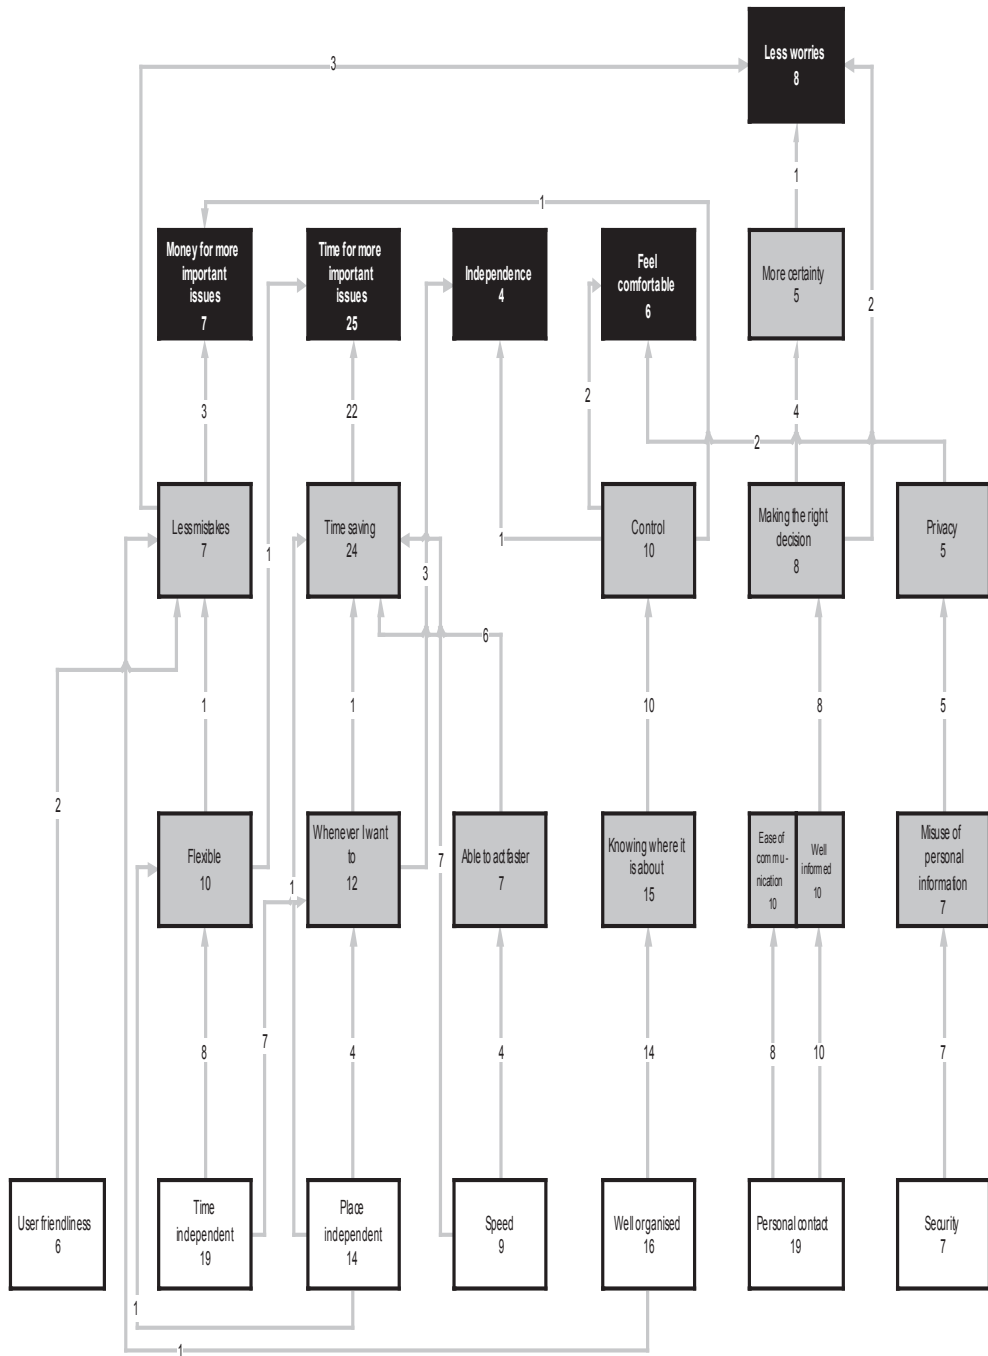 Less worries
8
3
1
1
Money for more
important
issues
7
Time for more
important
issues
25
Independence
4
Feel
comfortable
6
More certainty
5
2
2
3
22
4
2
Less mistakes
7
Time saving
24
Control
10
Making the right
decision
8
Privacy
5
1
1
3
6
1
1
10
8
5
2
Flexible
10
Whenever I want
to
12
Able to act faster
7
Knowing where it
is about
15
Ease of
commu-
nication
10
Well
informed
10
Misuse of
personal
information
7
7
1
8
7
4
4
14
8
10
7
User friendliness
6
Time
independent
19
Place
independent
14
Speed
9
Well organised
16
Personal contact
19
Security
7
1
1